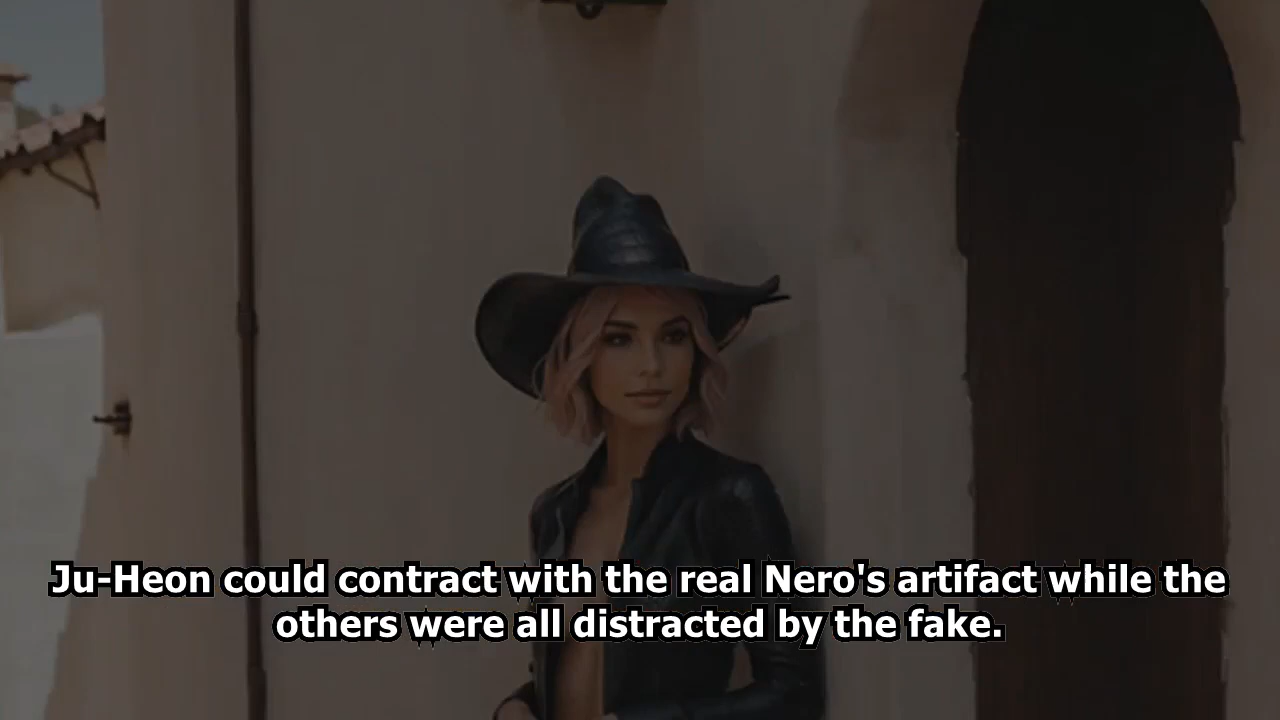 Ju-Heon could contract with the real Nero's artifact while the
others were all distracted by the fake.